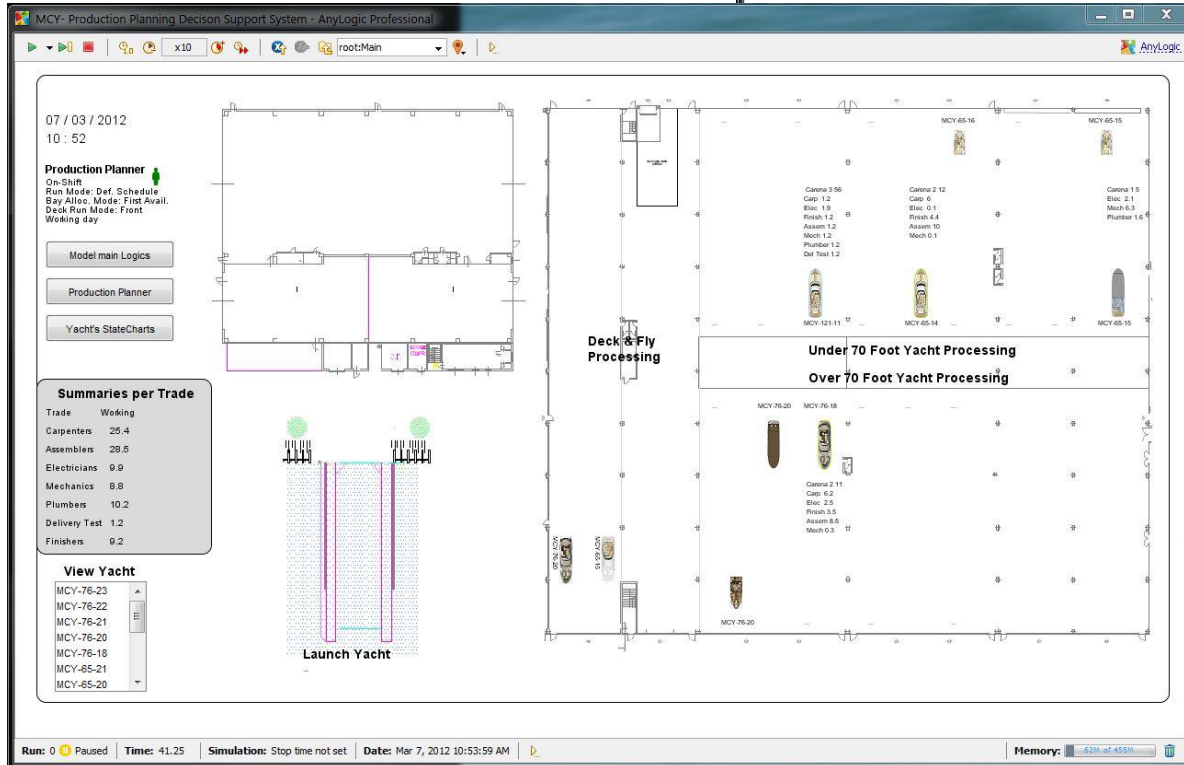 MCY- Production Planning Decison Support System - AnyLogic Professional
x10
root:Main
AnyLogic
07 / 03 / 2012
10 : 52
Production Planner
On-Shift
Run Mode: Def. Schedule
Bay Alloc. Mode: First Avail.
Deck Run Mode: Front
Working day
Model main Logics
Production Planner
Yacht's StateCharts
Summaries per Trade
Trade Working
Carpenters 25.4
Assemblers 28.5
Electricians 9.9
Mechanics 8.8
Plumbers 10.2
Delivery Test 1.2
Finishers 9.2
View Yacht
MCY-76-23
MCY-76-22
MCY-76-21
MCY-76-20
MCY-76-18
MCY-65-21
MCY-65-20
Launch Yacht
Deck & Fly
Processing
MCY-65-16
MCY-65-15
Carena 3 56
Carp 1.2
Elec 1.9
Finish 1.2
Assem 1.2
Mech 1.2
Plumber 1.2
Del Test 1.2
MCY-121-11
Carena 2 12
Carp 6
Elec 0.1
Finish 4.4
Assem 10
Mech 0.1
MCY-65-14
Carena 1 5
Elec 2.1
Mech 6.3
Plumber 1.6
MCY-65-15
Under 70 Foot Yacht Processing
Over 70 Foot Yacht Processing
MCY-76-20
MCY-76-18
Carena 2 11
Carp 6.2
Elec 2.5
Finish 3.5
Assem 8.5
Mech 0.3
MCY-76-20
MCY-65-15
MCY-76-20
Run: 0 Paused Time: 41.25 Simulation: Stop time not set Date: Mar 7, 2012 10:53:59 AM Memory: 62M of 455M